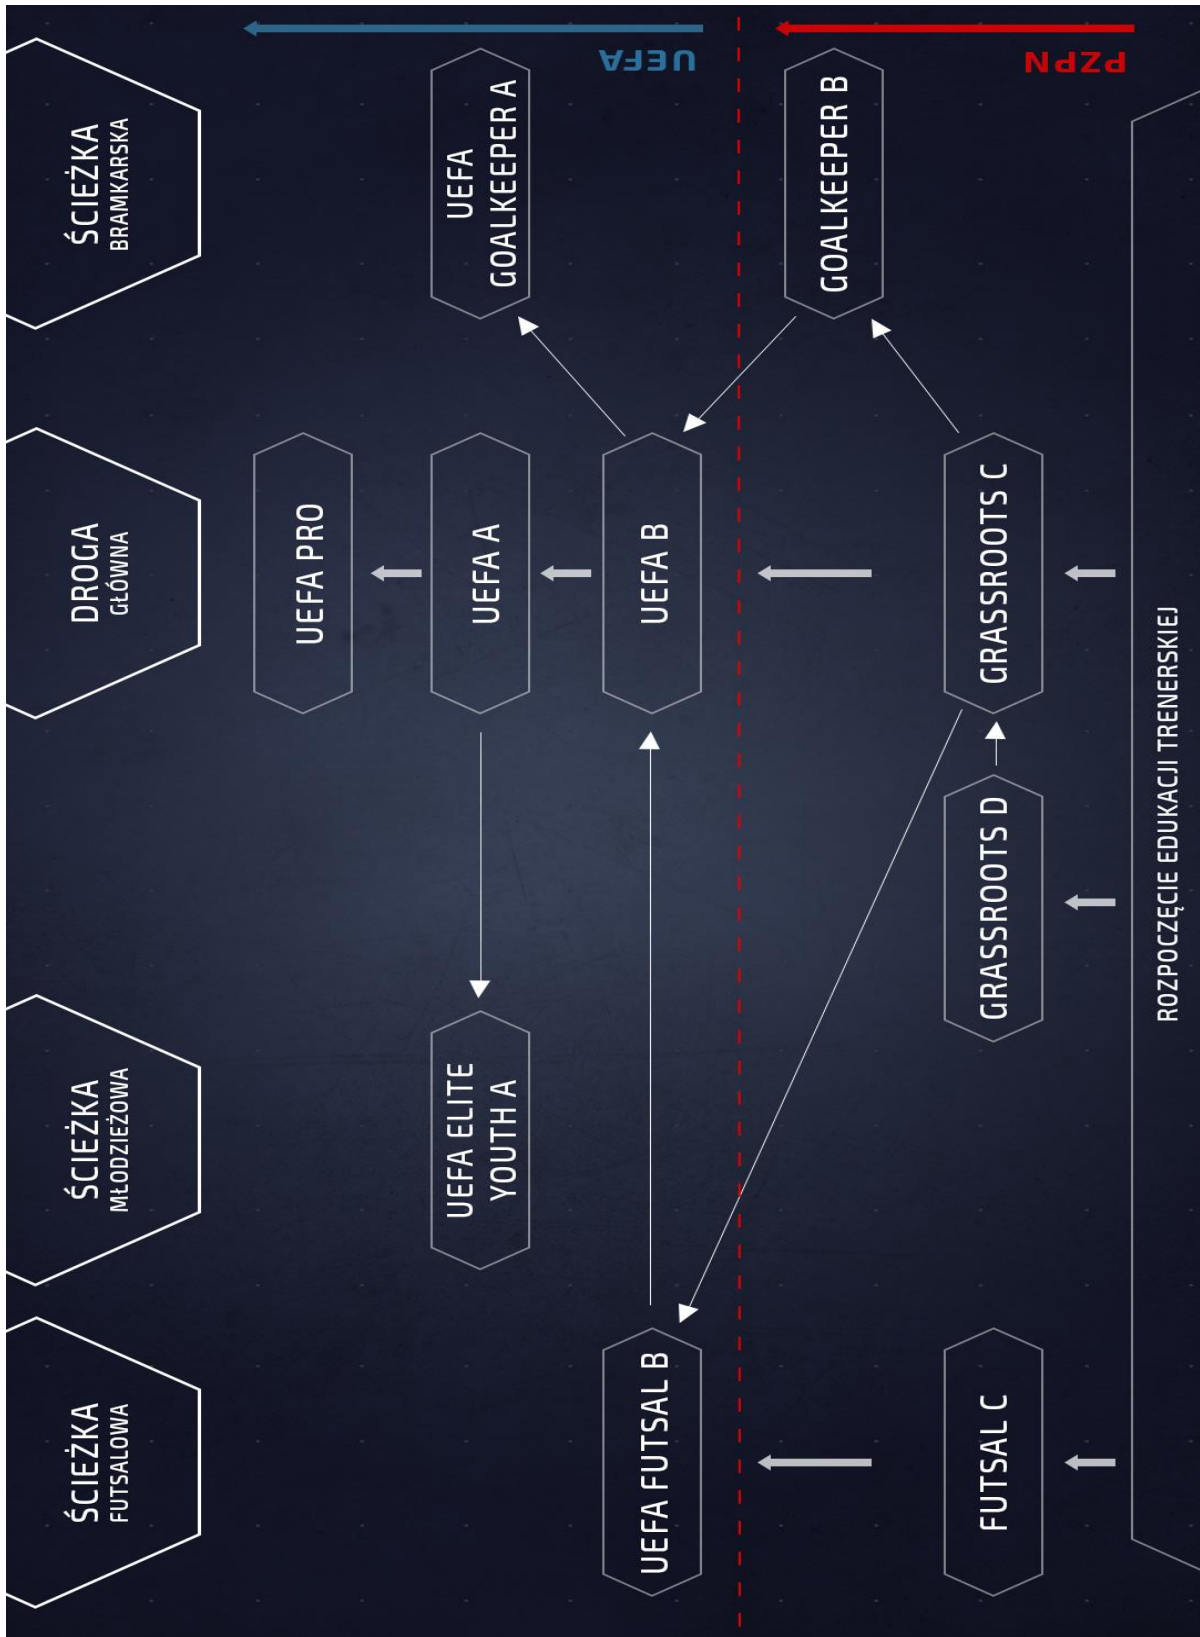 ŚCIEŻKA
FUTSALOWA
ŚCIEŻKA
MŁODZIEŻOWA
DROGA
GŁÓWNA
ŚCIEŻKA
BRAMKARSKA
UEFA PRO
UEFA ELITE
YOUTH A
UEFA A
UEFA
GOALKEEPER A
UEFA FUTSAL B
UEFA B
UEFA
GOALKEEPER B
FUTSAL C
GRASSROOTS D
GRASSROOTS C
PZPN
ROZPOCZĘCIE EDUKACJI TRENERSKIEJ